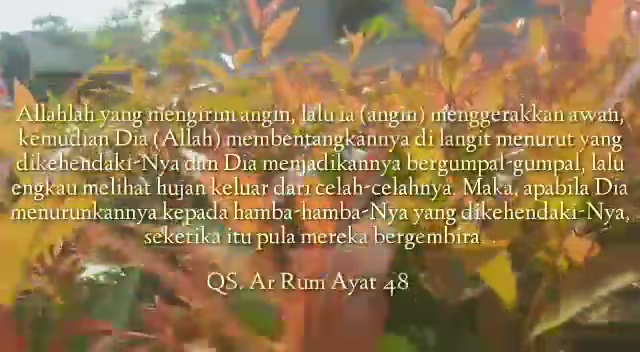 Allahlah yang mengirim angin, lalu ia (angin) menggerakkan awan,
kemudian Dia (Allah) membentangkannya di langit menurut yang
dikehendaki-Nya dan Dia menjadikannya bergumpal-gumpal, lalu
engkau melihat hujan keluar dari celah-celahnya. Maka, apabila Dia
menurunkannya kepada hamba-hamba-Nya yang dikehendaki-Nya,
seketika itu pula mereka bergembira.
QS. Ar Rum Ayat 48